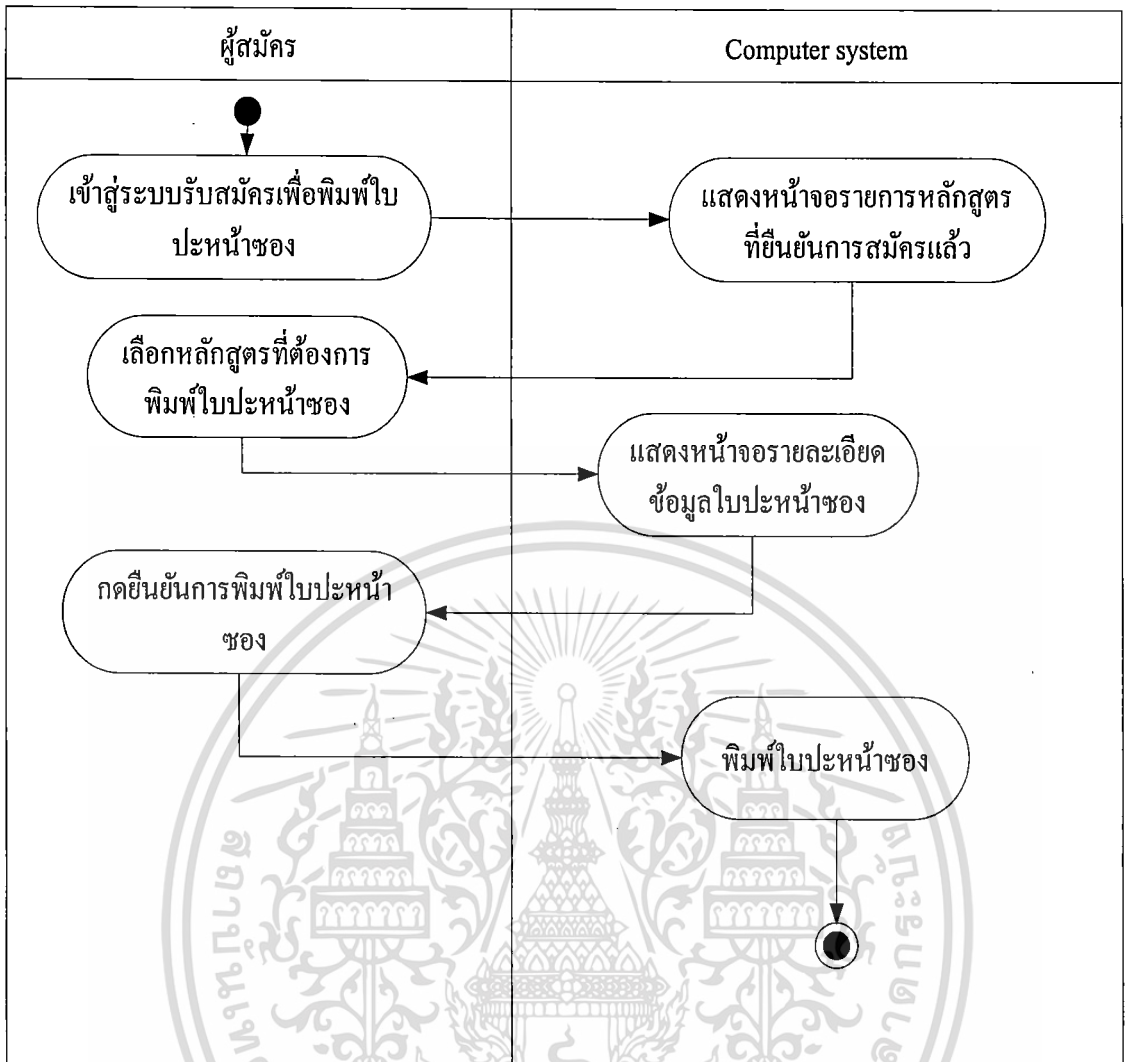 ผู้สมัคร
Computer system
เข้าสู่ระบบรับสมัครเพื่อพิมพ์ใบ
ปะหน้าซอง
แสดงหน้าจอรายการหลักสูตร
ที่ยืนยันการสมัครแล้ว
เลือกหลักสูตรที่ต้องการ
พิมพ์ใบปะหน้าซอง
แสดงหน้าจอรายละเอียด
ข้อมูลใบปะหน้าซอง
กดยืนยันการพิมพ์ใบปะหน้า
ซอง
พิมพ์ใบปะหน้าซอง